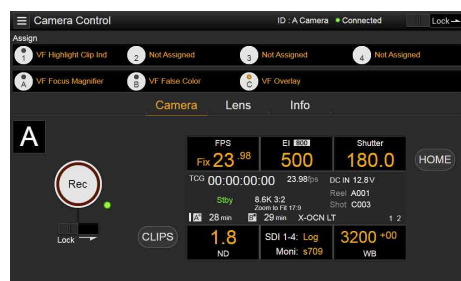 Camera Control
ID : A Camera Connected
Lock
Assign
1 VF Highlight Clip Ind
2 Not Assigned
3 Not Assigned
4 Not Assigned
A VF Focus Magnifier
B VF False Color
C VF Overlay
Camera Lens Info
A
FPS
Fix 23 .98
EI 500
500
Shutter
180.0
HOME
TCG 00:00:00:00 23.98fps DC IN 12.8V
Rec
Stby
8.6K 3:2
Zoom to Fit 17:9
Reel A001
Shot C003
A 28 min
29 min X-OCN LT
1 2
Lock
CLIPS
1.8
ND
SDI 1-4: Log
Moni: s709
3200 +00
WB